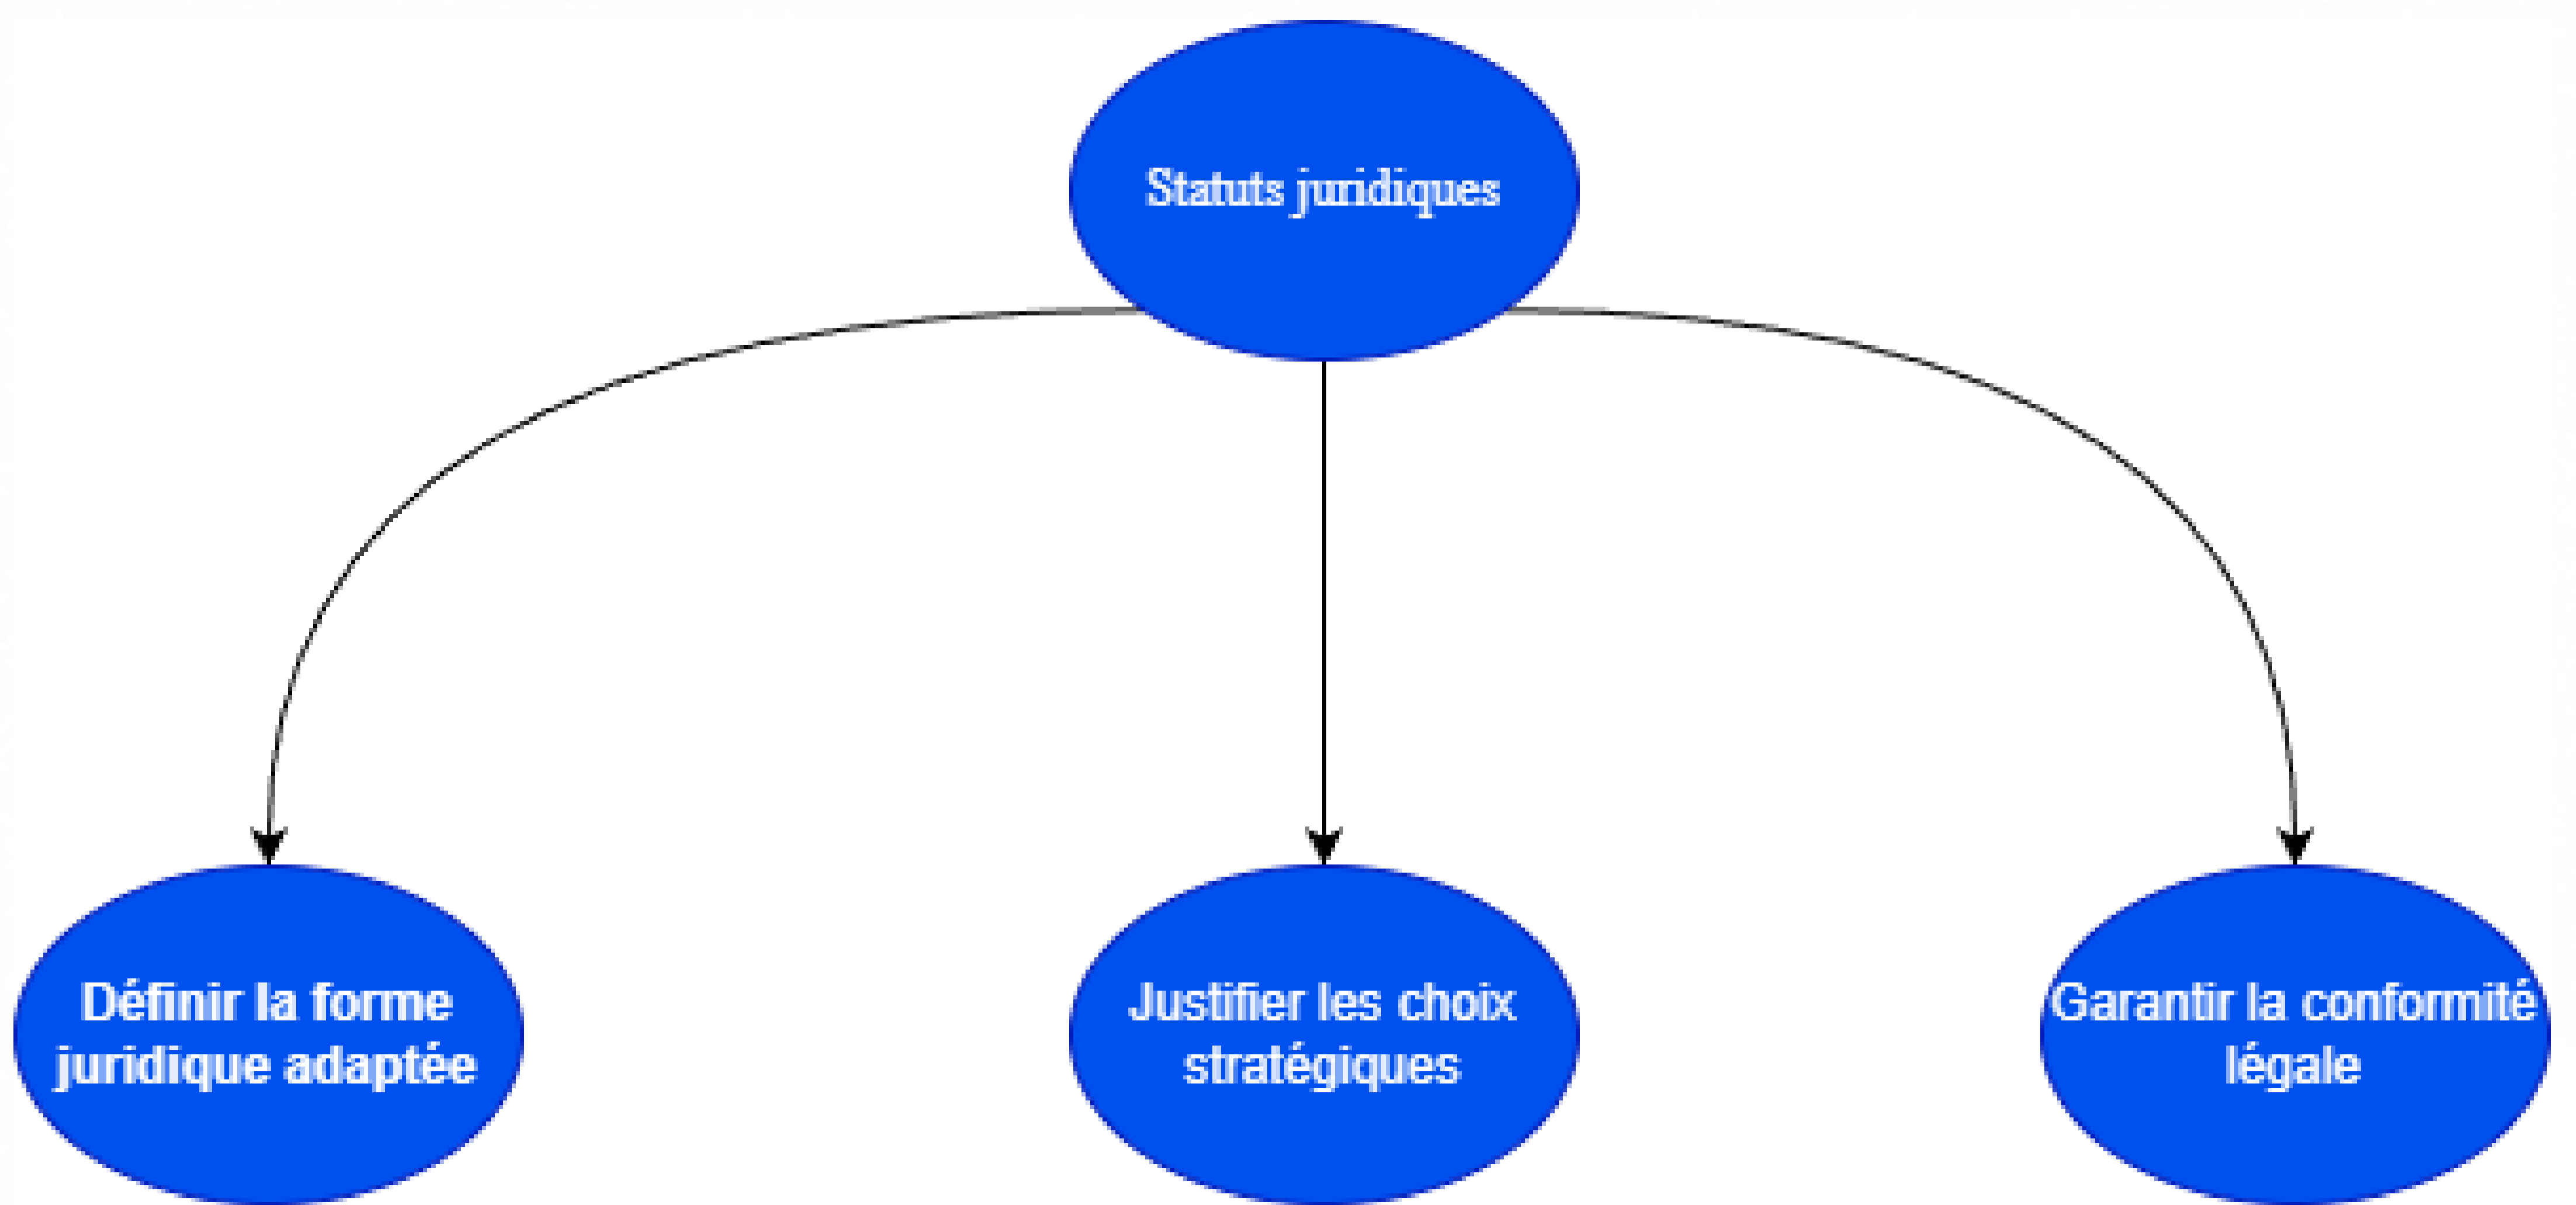 Statuts juridiques
Définir la forme
juridique adaptée
Justifier les choix
stratégiques
Garantir la conformité
légale